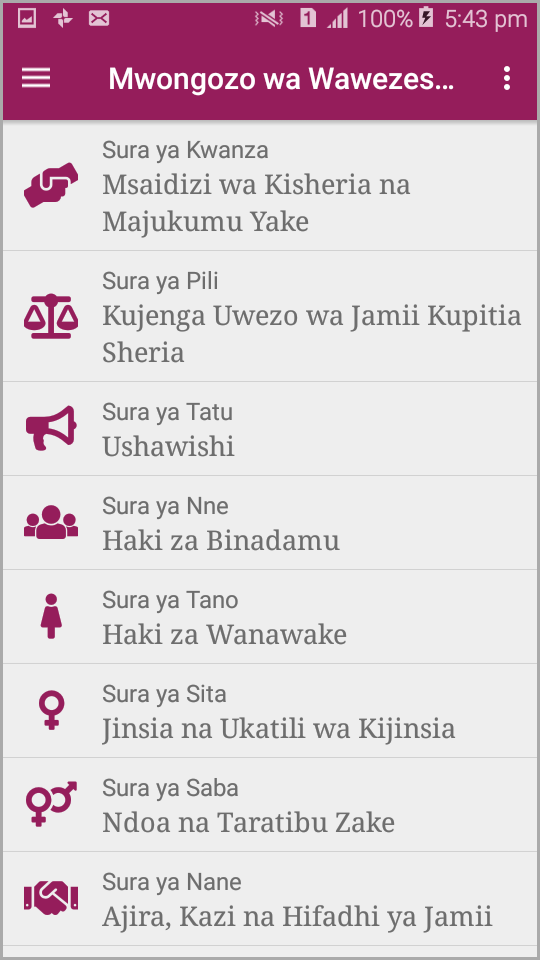 1 100% 5:43 pm
Mwongozo wa Wawezes...
Sura ya Kwanza
Msaidizi wa Kisheria na
Majukumu Yake
Sura ya Pili
Kujenga Uwezo wa Jamii Kupitia
Sheria
Sura ya Tatu
Ushawishi
Sura ya Nne
Haki za Binadamu
Sura ya Tano
Haki za Wanawake
Sura ya Sita
Jinsia na Ukatili wa Kijinsia
Sura ya Saba
Ndoa na Taratibu Zake
Sura ya Nane
Ajira, Kazi na Hifadhi ya Jamii